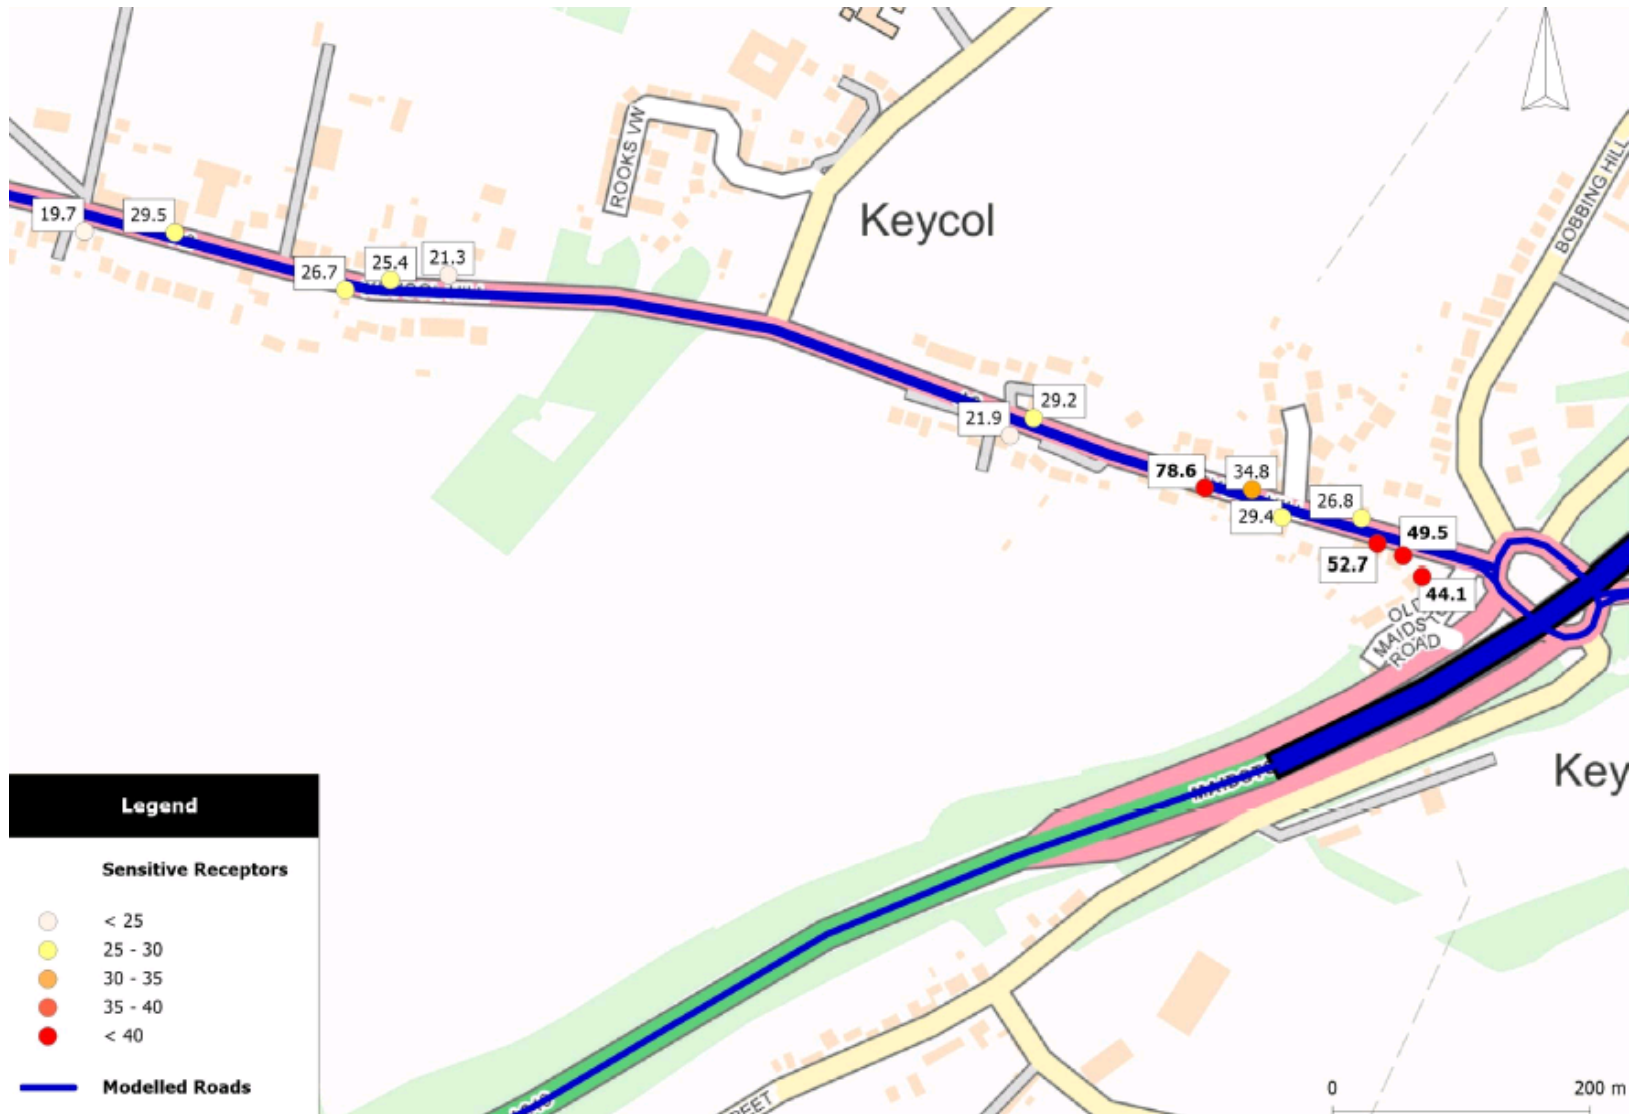 ROOKS VW
Keycol
BOBBING HILL
19.7
29.5
26.7
25.4
21.3
21.9
29.2
78.6
34.8
29.4
26.8
49.5
52.7
44.1
OLD
MAIDSTO
ROAD
Key
MAIDSTO
Legend
Sensitive Receptors
< 25
25 - 30
30 - 35
35 - 40
< 40
Modelled Roads
0
200 m